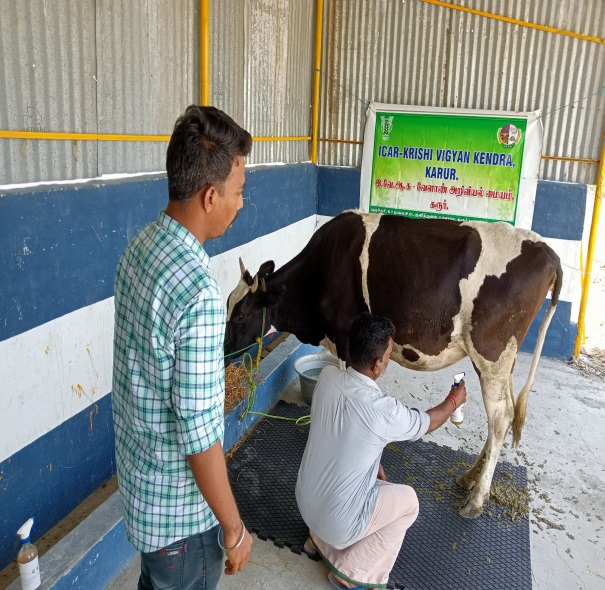 ICAR-KRISHI VIGYAN KENDRA,
KARUR.
இ.வே.ஆ.க - வேளாண் அறிவியல் மையம்,
கரூர்.